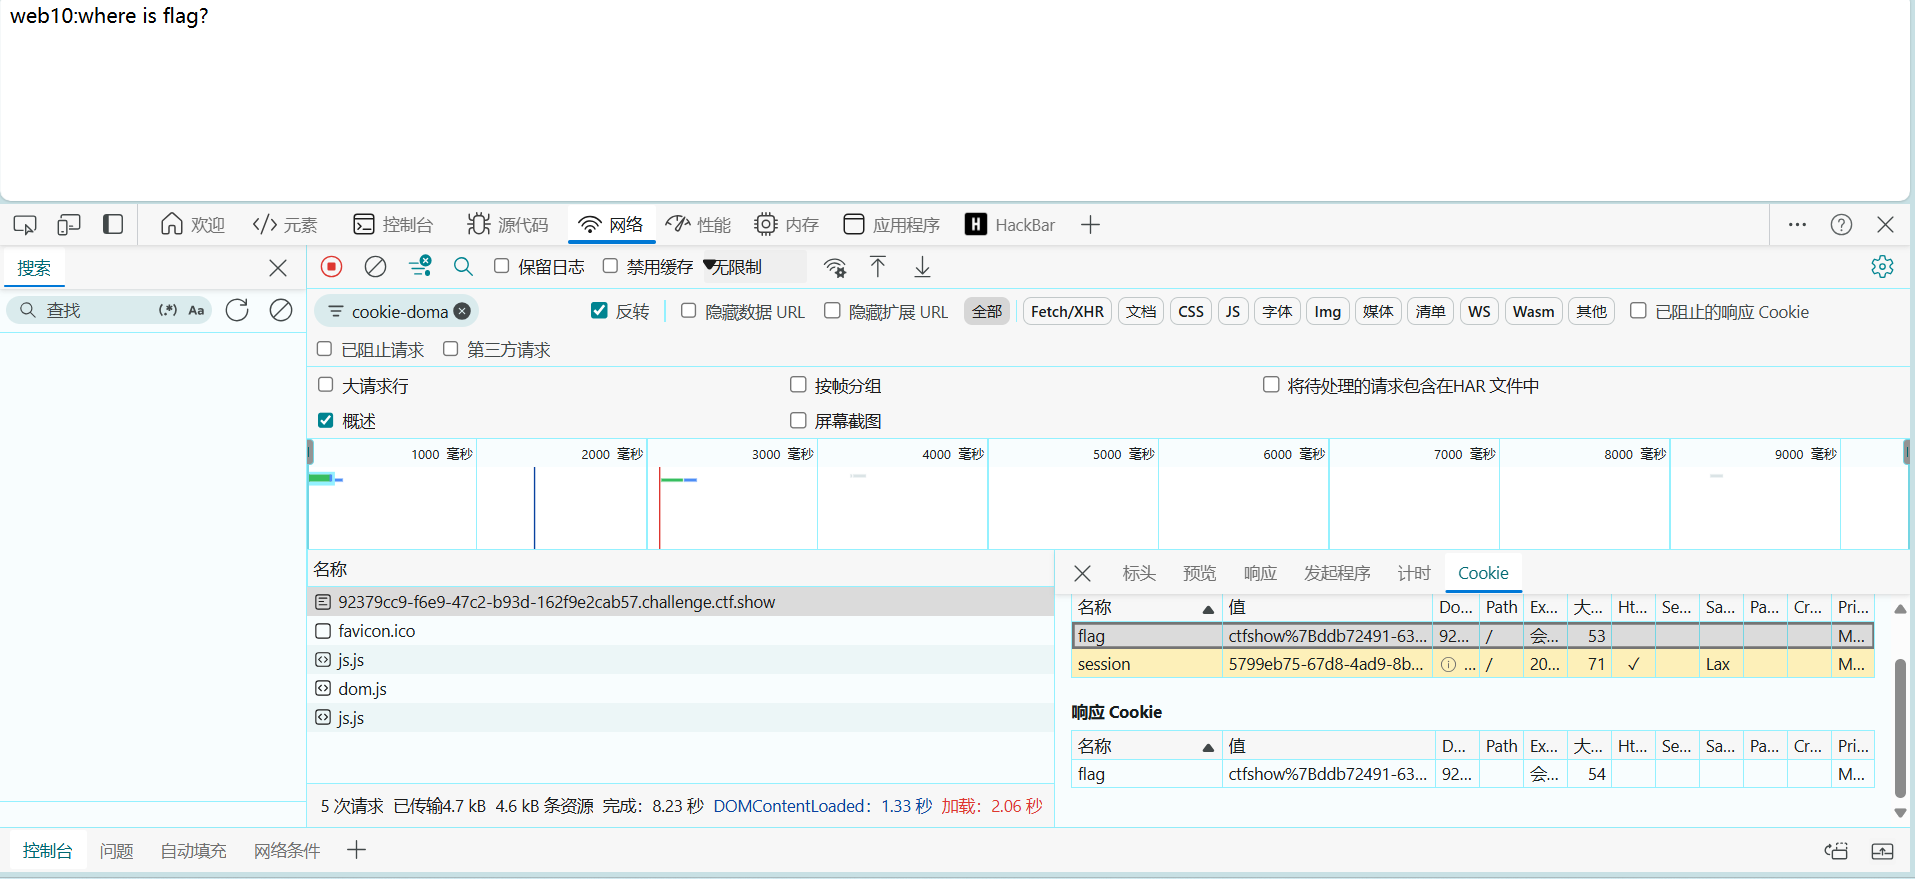 web10:where is flag?
欢迎 元素 控制台 源代码 网络 性能 内存 应用程序 H HackBar
搜索
查找 (.*) Aa
保留日志 禁用缓存 无限制
cookie-doma 反转 隐藏数据 URL 隐藏扩展 URL 全部 Fetch/XHR 文档 CSS JS 字体 Img 媒体 清单 WS Wasm 其他 已阻止的响应 Cookie
已阻止请求 第三方请求
大请求行 按帧分组 将待处理的请求包含在HAR 文件中
概述 屏幕截图
1000 毫秒 2000 毫秒 3000 毫秒 4000 毫秒 5000 毫秒 6000 毫秒 7000 毫秒 8000 毫秒 9000 毫秒
名称
92379cc9-f6e9-47c2-b93d-162f9e2cab57.challenge.ctf.show
favicon.ico
js.js
dom.js
js.js
5 次请求 已传输4.7 kB 4.6 kB 条资源 完成：8.23 秒 DOMContentLoaded：1.33 秒 加载：2.06 秒
标头 预览 响应 发起程序 计时 Cookie
名称 值 Do... Path Ex... 大... Ht... Se... Sa... Pa... Cr... Pri...
flag ctfshow%7Bddb72491-63... 92... / 会... 53 M...
session 5799eb75-67d8-4ad9-8b... ... / 20... 71 ✓ Lax M...
响应 Cookie
名称 值 D... Path Ex... 大... Ht... Se... Sa... Pa... Cr... Pri...
flag ctfshow%7Bddb72491-63... 92... 会... 54 M...
控制台 问题 自动填充 网络条件